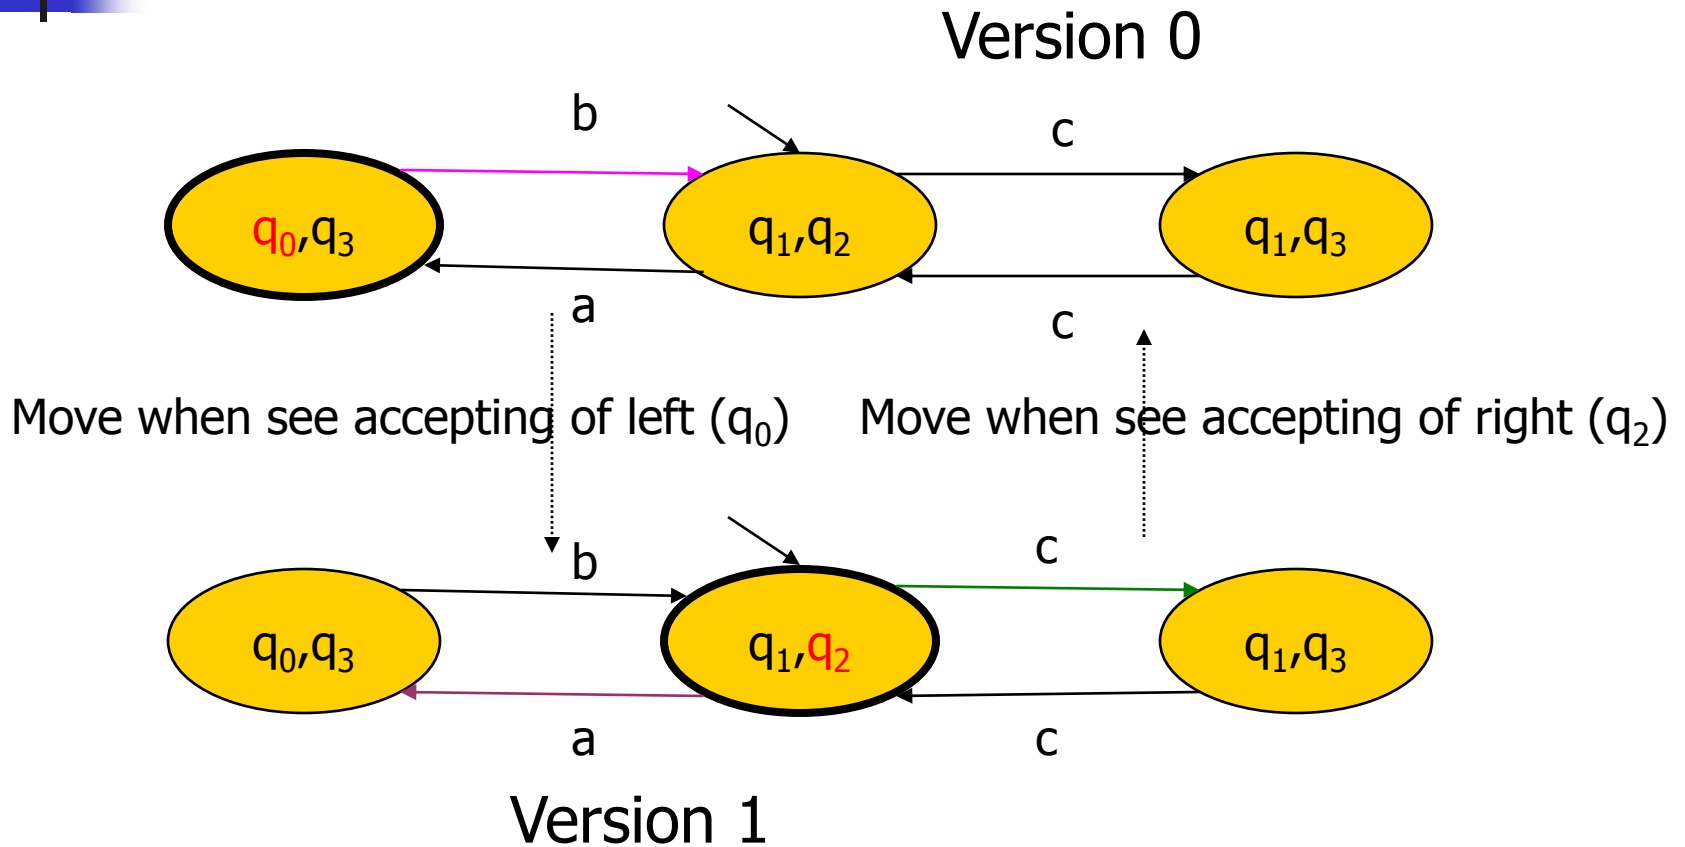 Version 0
b
c
q₀,q₃
q₁,q₂
q₁,q₃
a
c
Move when see accepting of left (q₀)
Move when see accepting of right (q₂)
b
c
q₀,q₃
q₁,q₂
q₁,q₃
a
c
Version 1